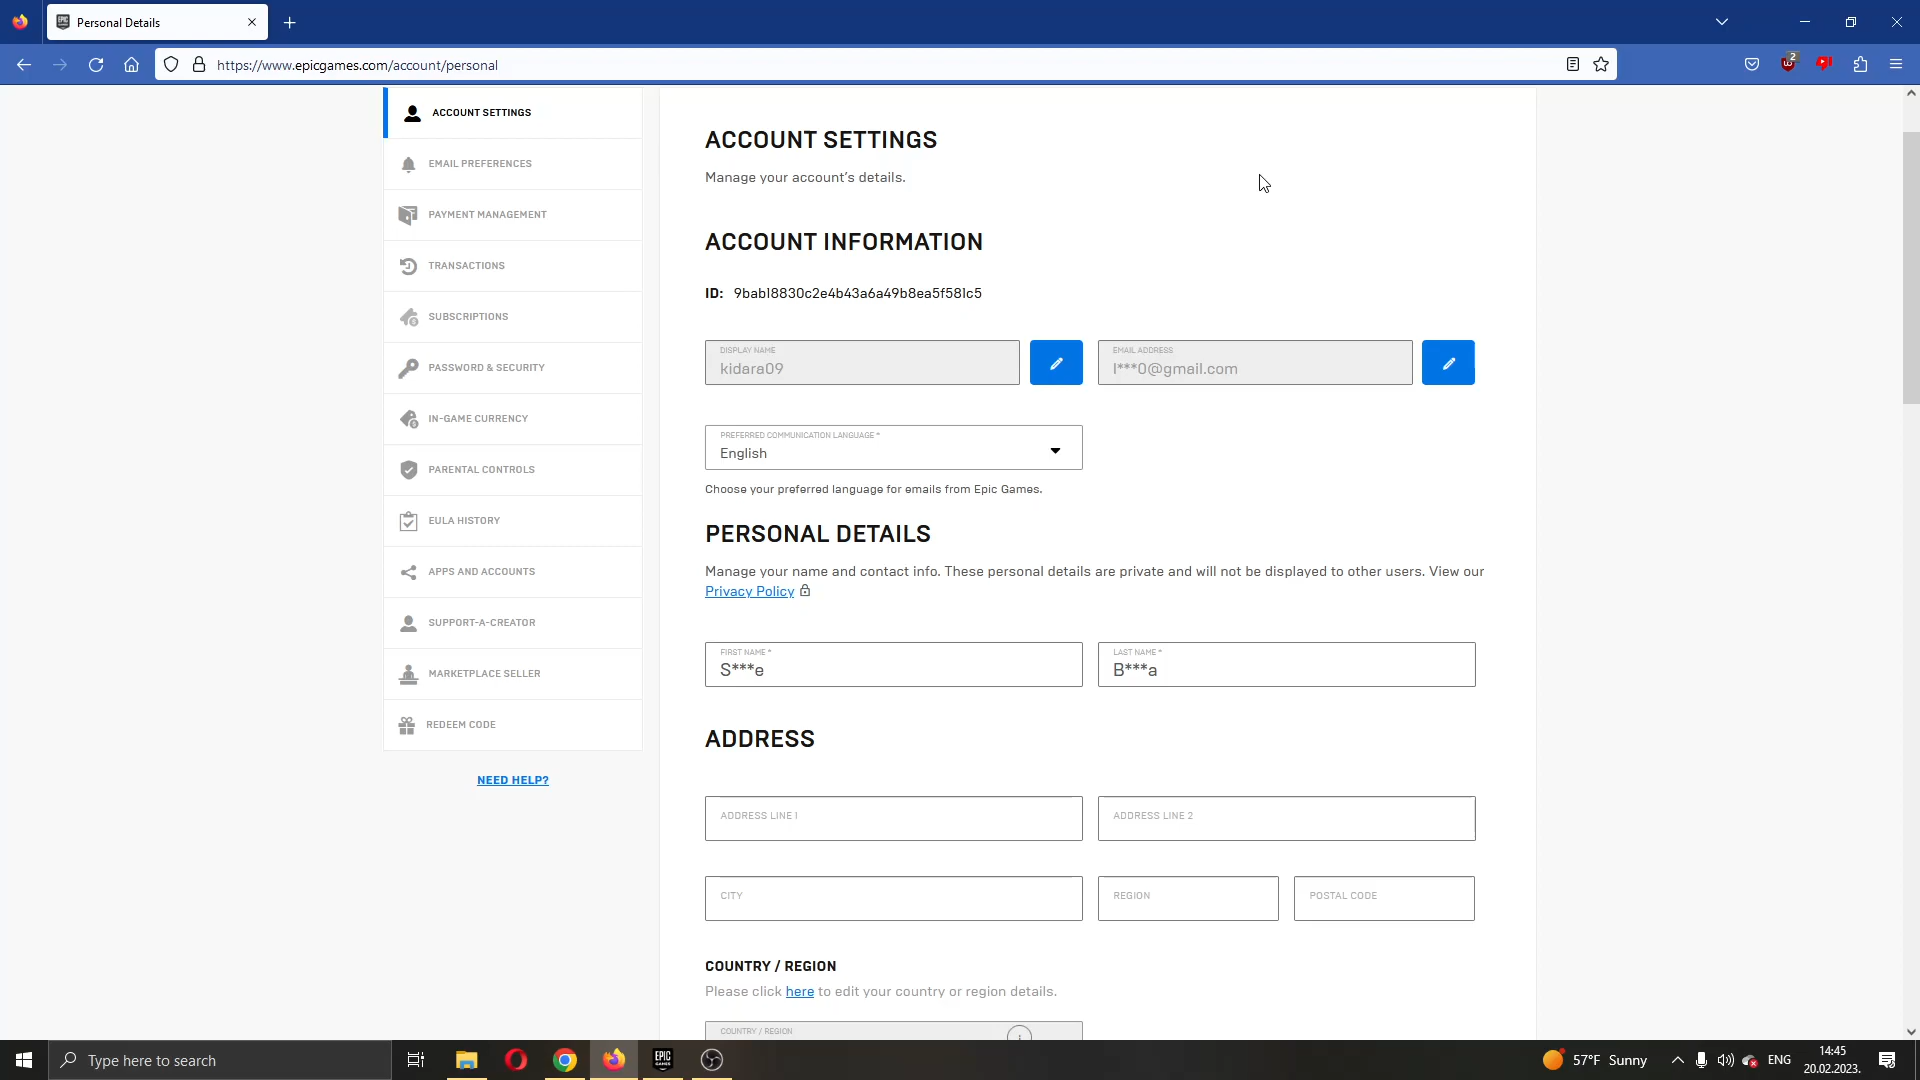 Personal Details
https://www.epicgames.com/account/personal
2
ACCOUNT SETTINGS
EMAIL PREFERENCES
PAYMENT MANAGEMENT
TRANSACTIONS
SUBSCRIPTIONS
PASSWORD & SECURITY
IN-GAME CURRENCY
PARENTAL CONTROLS
EULA HISTORY
APPS AND ACCOUNTS
SUPPORT-A-CREATOR
MARKETPLACE SELLER
REDEEM CODE
NEED HELP?
ACCOUNT SETTINGS
Manage your account’s details.
ACCOUNT INFORMATION
ID: 9bab18830c2e4b43a6a49b8ea5f581c5
DISPLAY NAME
kidara09
EMAIL ADDRESS
l***0@gmail.com
PREFERRED COMMUNICATION LANGUAGE *
English
Choose your preferred language for emails from Epic Games.
PERSONAL DETAILS
Manage your name and contact info. These personal details are private and will not be displayed to other users. View our
Privacy Policy
FIRST NAME *
S***e
LAST NAME *
B***a
ADDRESS
ADDRESS LINE 1
ADDRESS LINE 2
CITY
REGION
POSTAL CODE
COUNTRY / REGION
Please click here to edit your country or region details.
COUNTRY / REGION
Type here to search
EPIC
GAMES
57°F Sunny
ENG
14:45
20.02.2023.